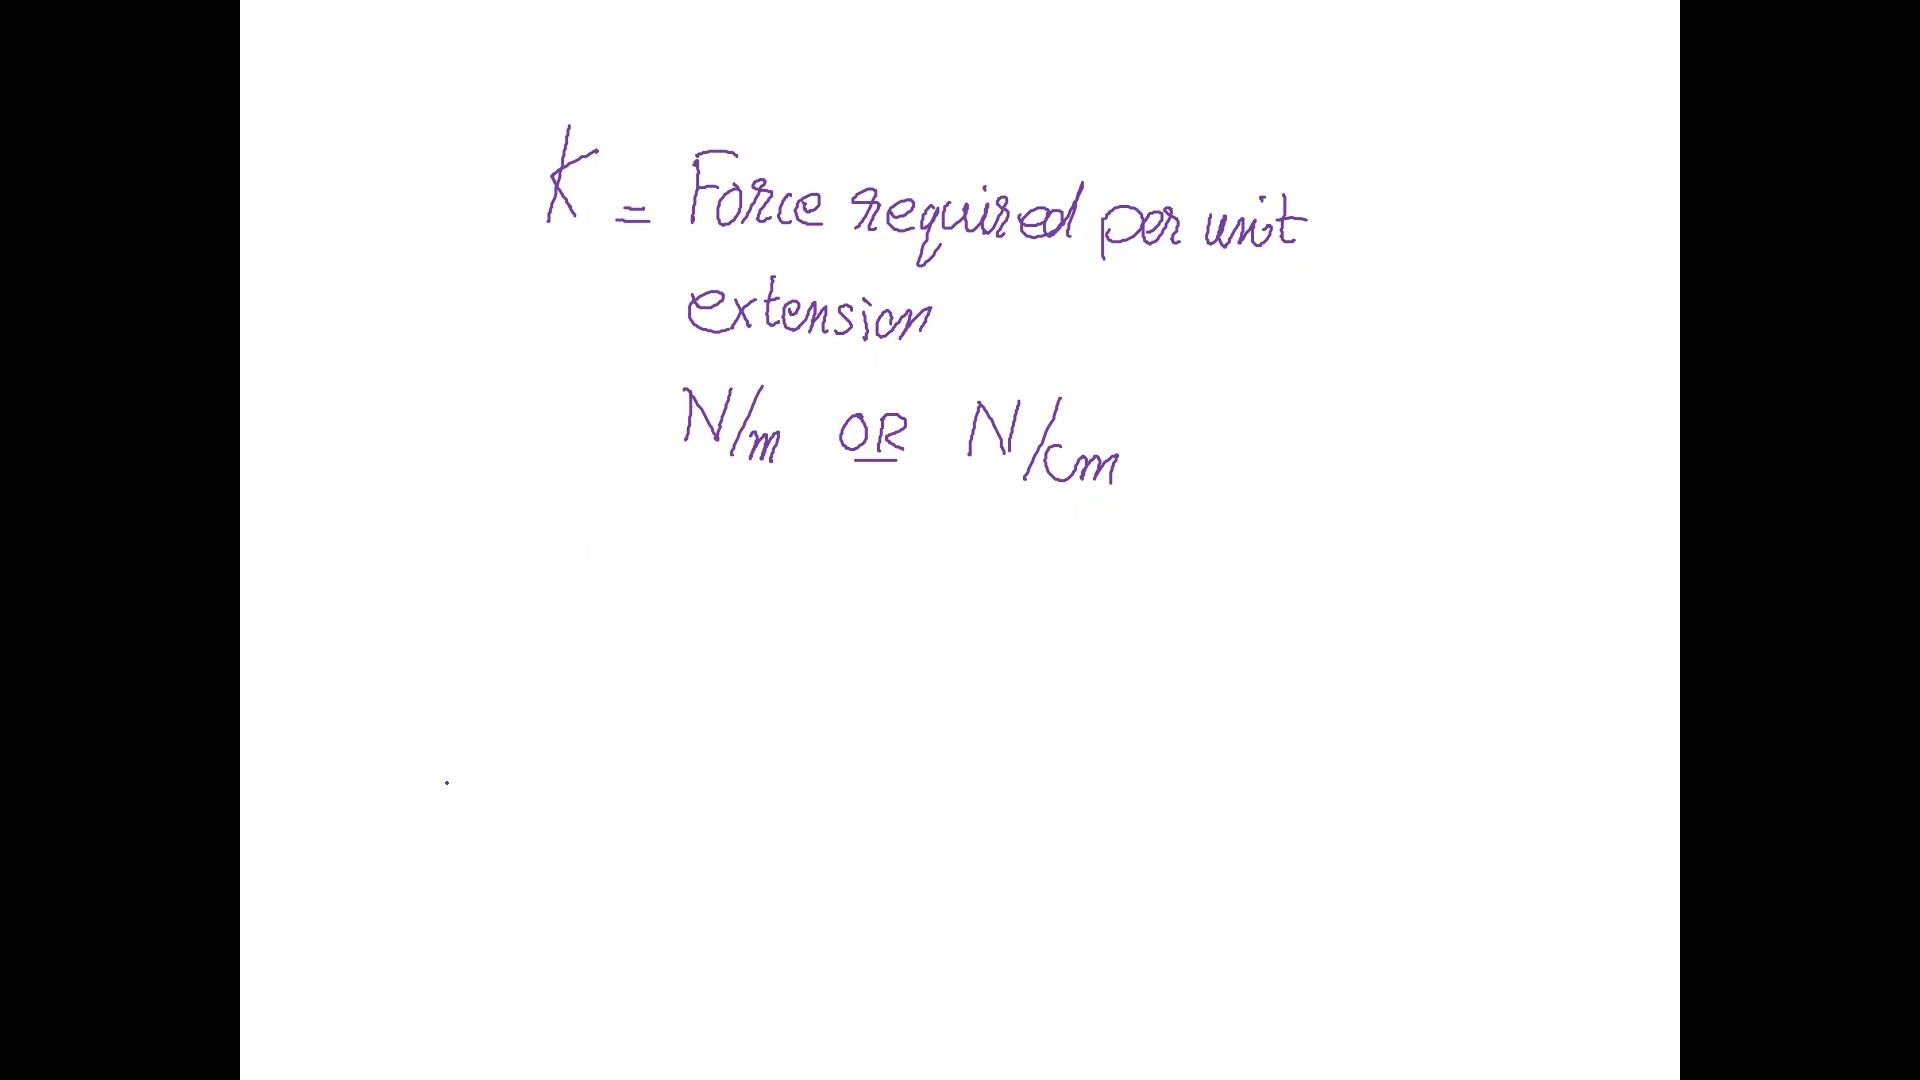 K = Force required per unit
extension
N/m OR N/cm